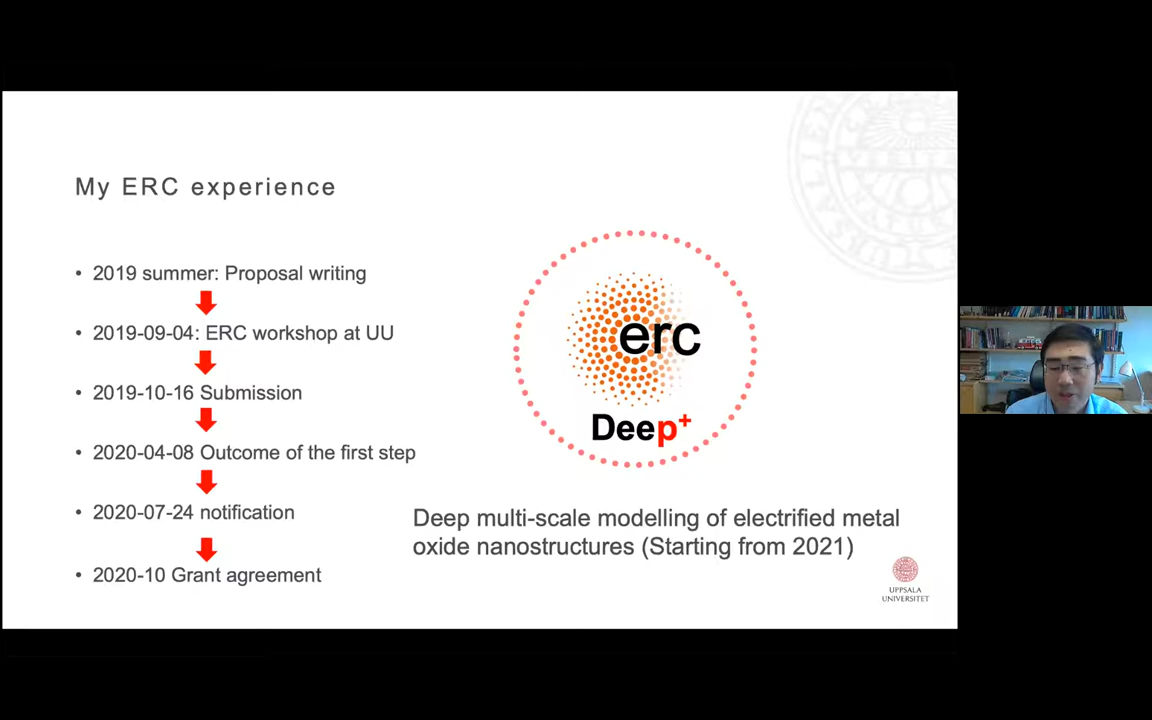 My ERC experience
• 2019 summer: Proposal writing
• 2019-09-04: ERC workshop at UU
• 2019-10-16 Submission
• 2020-04-08 Outcome of the first step
• 2020-07-24 notification
• 2020-10 Grant agreement
erc
Deep+
Deep multi-scale modelling of electrified metal
oxide nanostructures (Starting from 2021)
UPPSALA
UNIVERSITET